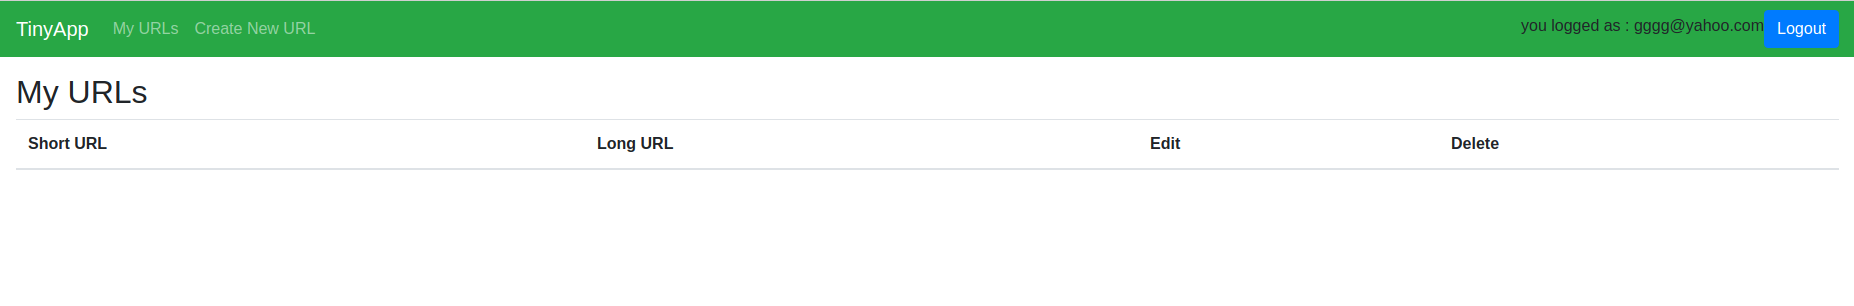 TinyApp My URLs Create New URL you logged as : gggg@yahoo.com Logout
My URLs
Short URL Long URL Edit Delete